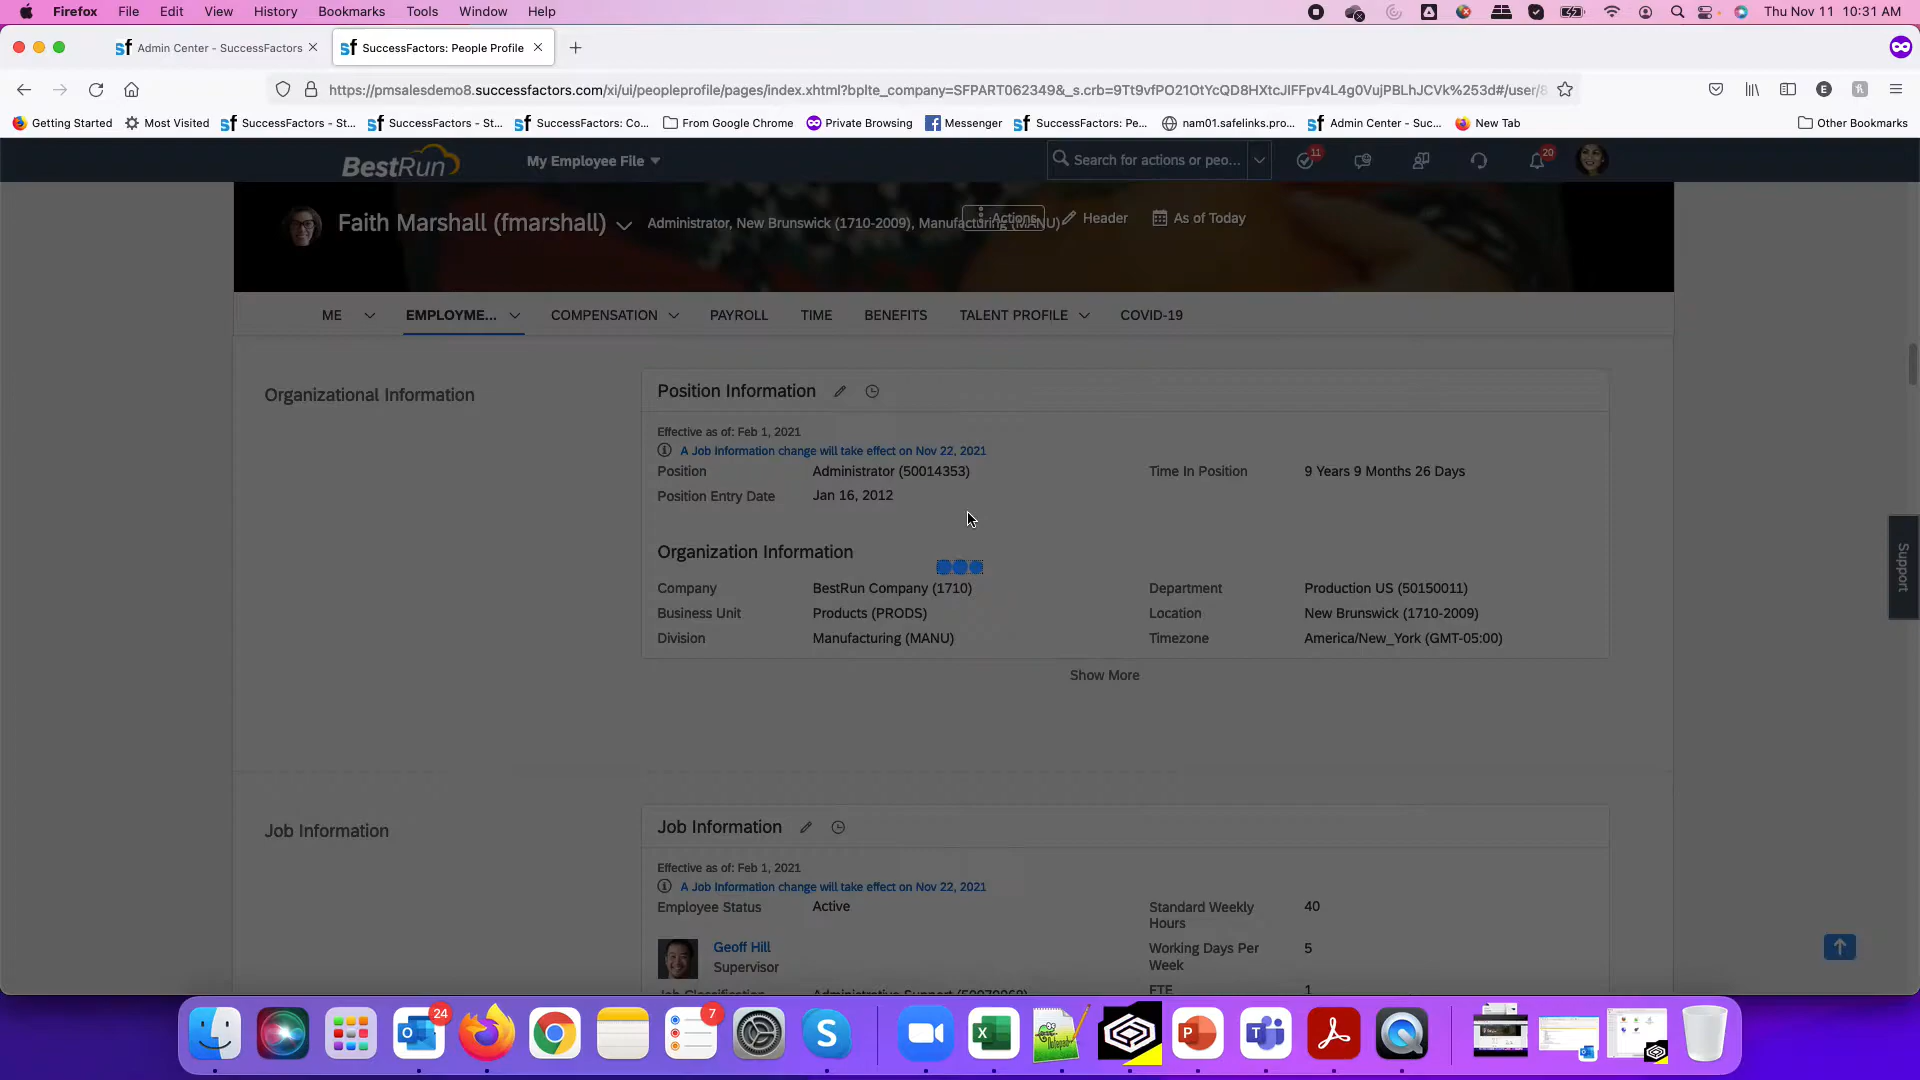 Firefox File Edit View History Bookmarks Tools Window Help Thu Nov 11 10:31 AM
Admin Center - SuccessFactors SuccessFactors: People Profile
https://pmsalesdemo8.successfactors.com/xi/ui/peopleprofile/pages/index.xhtml?bplte_company=SFPART062349&_s.crb=9Tt9vfPO21OtYcQD8HXtcJIFFpv4L4g0VujPBLhJCVk%253d#/user/8
Getting Started Most Visited SuccessFactors - St... SuccessFactors - St... SuccessFactors: Co... From Google Chrome Private Browsing Messenger SuccessFactors: Pe... nam01.safelinks.pro... Admin Center - Suc... New Tab Other Bookmarks
BestRun My Employee File Search for actions or peo... 11 20
Faith Marshall (fmarshall) Administrator, New Brunswick (1710-2009), Manufacturing (MANU) Actions Header As of Today
ME EMPLOYME... COMPENSATION PAYROLL TIME BENEFITS TALENT PROFILE COVID-19
Organizational Information
Position Information
Effective as of: Feb 1, 2021
A Job Information change will take effect on Nov 22, 2021
Position Administrator (50014353) Time In Position 9 Years 9 Months 26 Days
Position Entry Date Jan 16, 2012
Organization Information
Company BestRun Company (1710) Department Production US (50150011)
Business Unit Products (PRODS) Location New Brunswick (1710-2009)
Division Manufacturing (MANU) Timezone America/New_York (GMT-05:00)
Show More
Support
Job Information
Job Information
Effective as of: Feb 1, 2021
A Job Information change will take effect on Nov 22, 2021
Employee Status Active Standard Weekly Hours 40
Geoff Hill
Supervisor
Working Days Per Week 5
Job Classification Administrative Support FTE 1
24 7